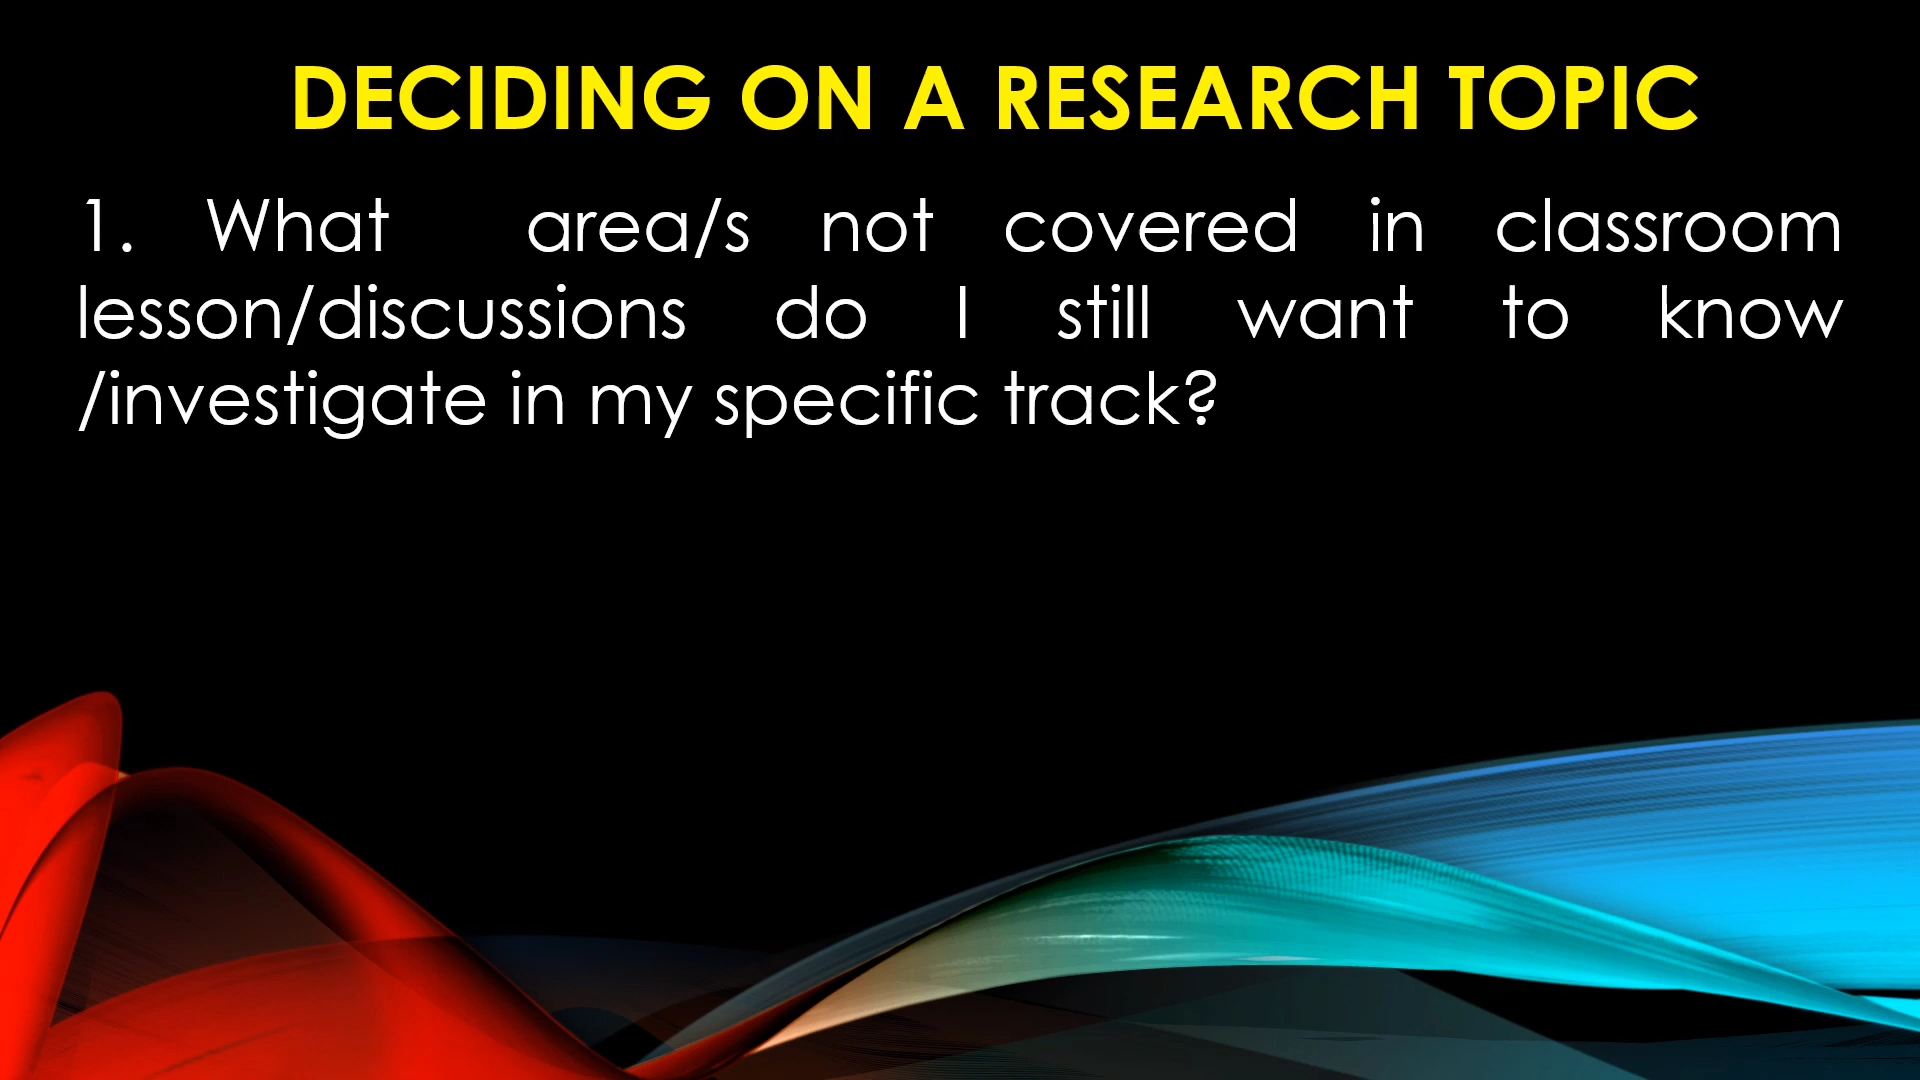 DECIDING ON A RESEARCH TOPIC
1. What area/s not covered in classroom
lesson/discussions do I still want to know
/investigate in my specific track?